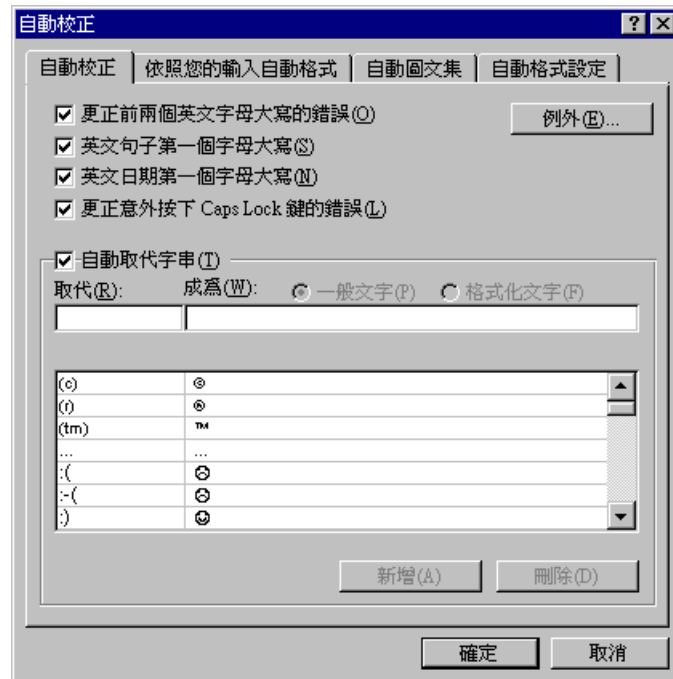 自動校正
自動校正 依照您的輸入自動格式 自動圖文集 自動格式設定
更正前兩個英文字母大寫的錯誤(O) 例外(E)...
英文句子第一個字母大寫(S)
英文日期第一個字母大寫(N)
更正意外按下 Caps Lock 鍵的錯誤(L)
自動取代字串(T)
取代(R): 成爲(W): 一般文字(P) 格式化文字(F)
(c) ©
(r) ®
(tm) ™
... ...
:( ☹
:-( ☹
:) ☺
新增(A) 刪除(D)
確定 取消